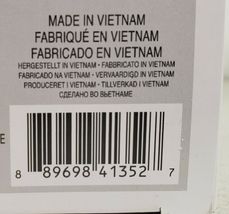 MADE IN VIETNAM
FABRIQUÉ EN VIETNAM
FABRICADO EN VIETNAM
HERGESTELLT IN VIETNAM • FABBRICATO IN VIETNAM
FABRICADO NA VIETNAM • VERVAARDIGD IN VIETNAM
PRODUCERET I VIETNAM • TILLVERKAD I VIETNAM
СДЕЛАНО ВО ВЬЕТНАМЕ
E
8 89698 41352 7